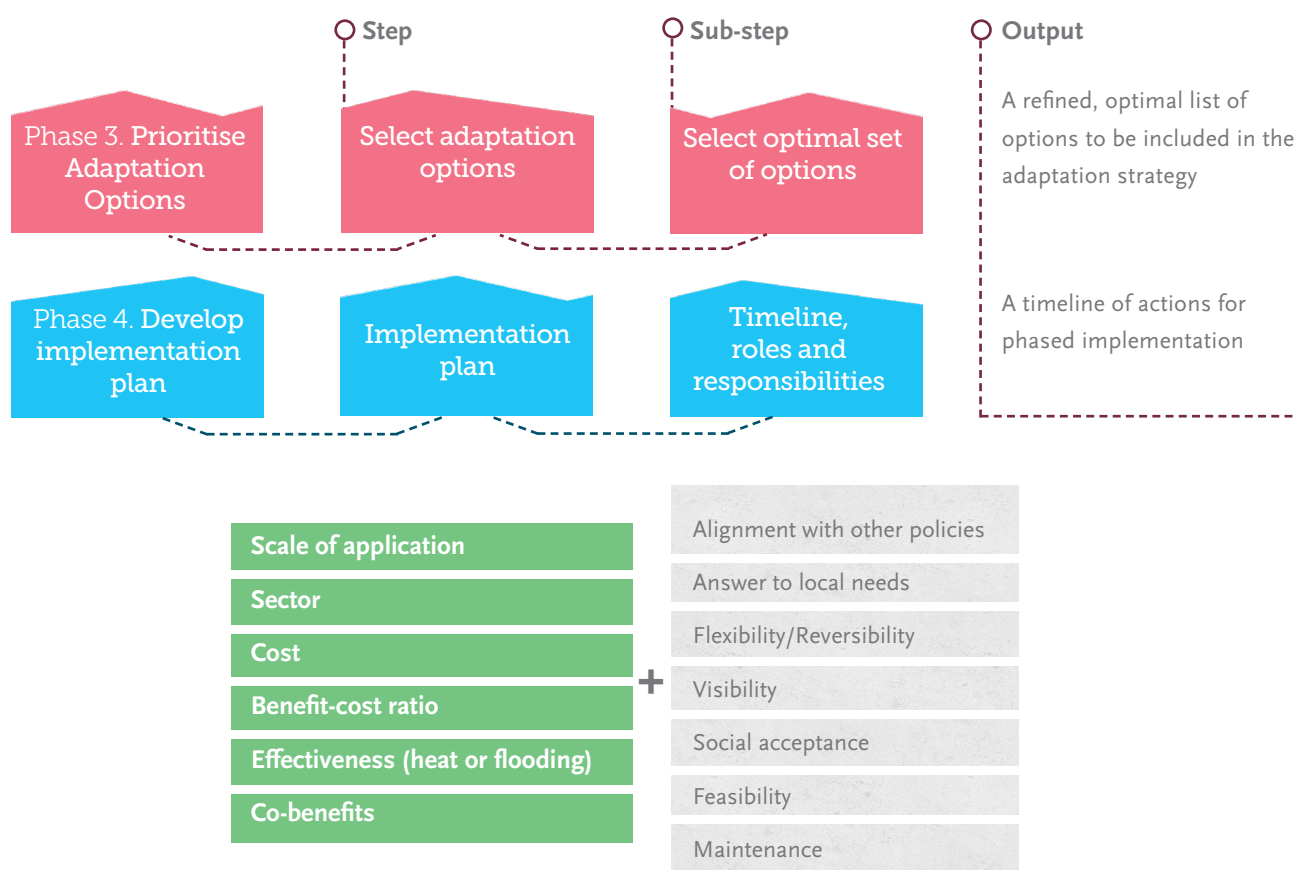 Step
Sub-step
Output
Phase 3. Prioritise
Adaptation
Options
Select adaptation
options
Select optimal set
of options
A refined, optimal list of
options to be included in the
adaptation strategy
Phase 4. Develop
implementation
plan
Implementation
plan
Timeline,
roles and
responsibilities
A timeline of actions for
phased implementation
Scale of application
Sector
Cost
Benefit-cost ratio
Effectiveness (heat or flooding)
Co-benefits
+
Alignment with other policies
Answer to local needs
Flexibility/Reversibility
Visibility
Social acceptance
Feasibility
Maintenance